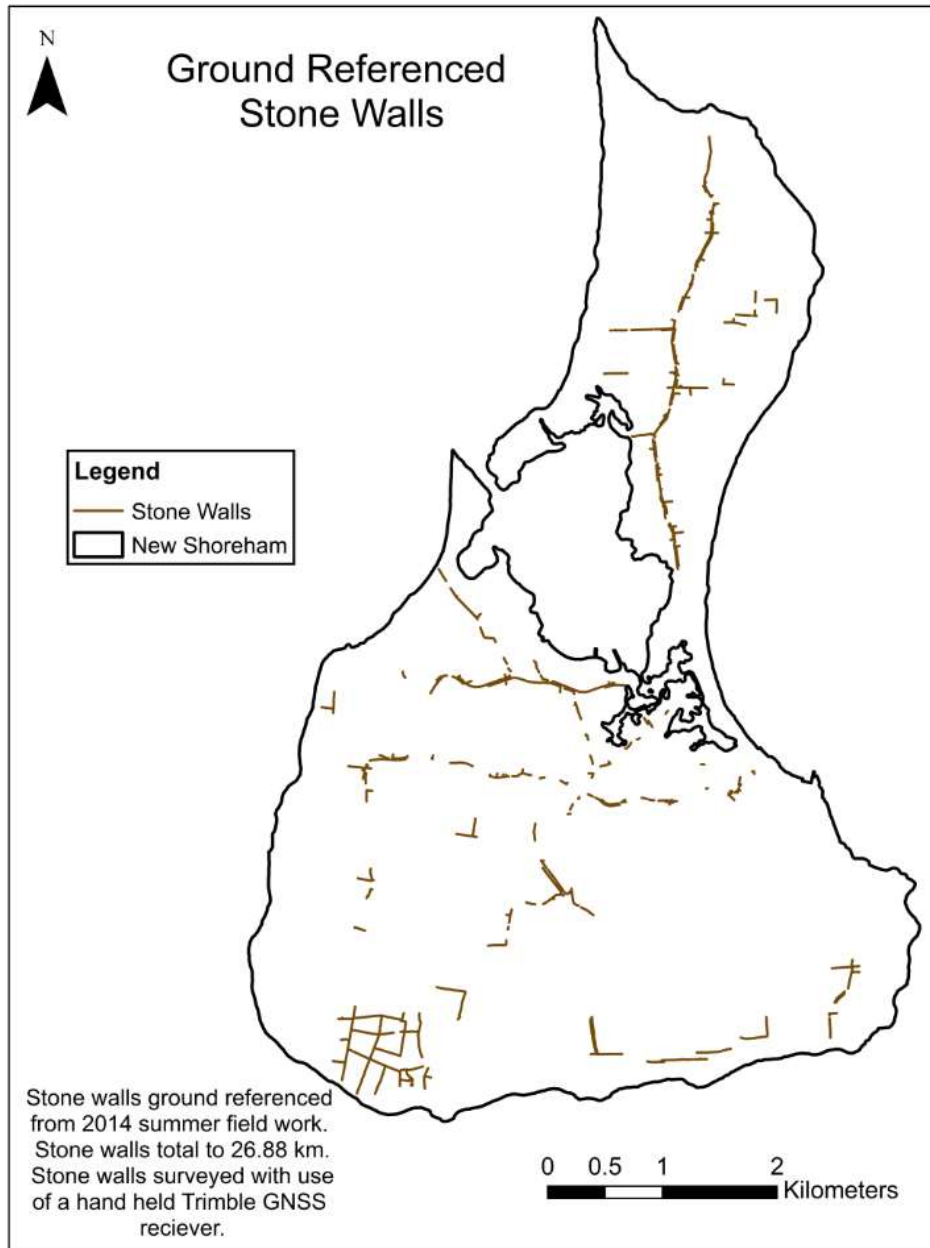 N
Ground Referenced
Stone Walls
Legend
Stone Walls
New Shoreham
Stone walls ground referenced
from 2014 summer field work.
Stone walls total to 26.88 km.
Stone walls surveyed with use
of a hand held Trimble GNSS
reciever.
0 0.5 1 2
Kilometers